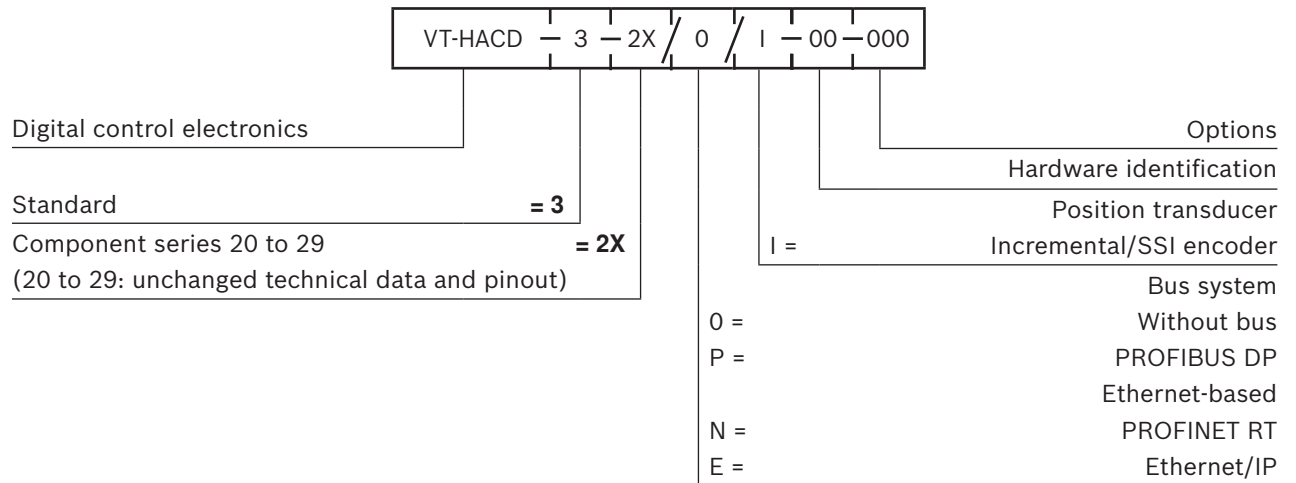 VT-HACD – 3 – 2X / 0 / I – 00 – 000
Digital control electronics
Options
Hardware identification
Standard = 3
Position transducer
Component series 20 to 29 = 2X
I = Incremental/SSI encoder
(20 to 29: unchanged technical data and pinout)
Bus system
0 = Without bus
P = PROFIBUS DP
Ethernet-based
N = PROFINET RT
E = Ethernet/IP